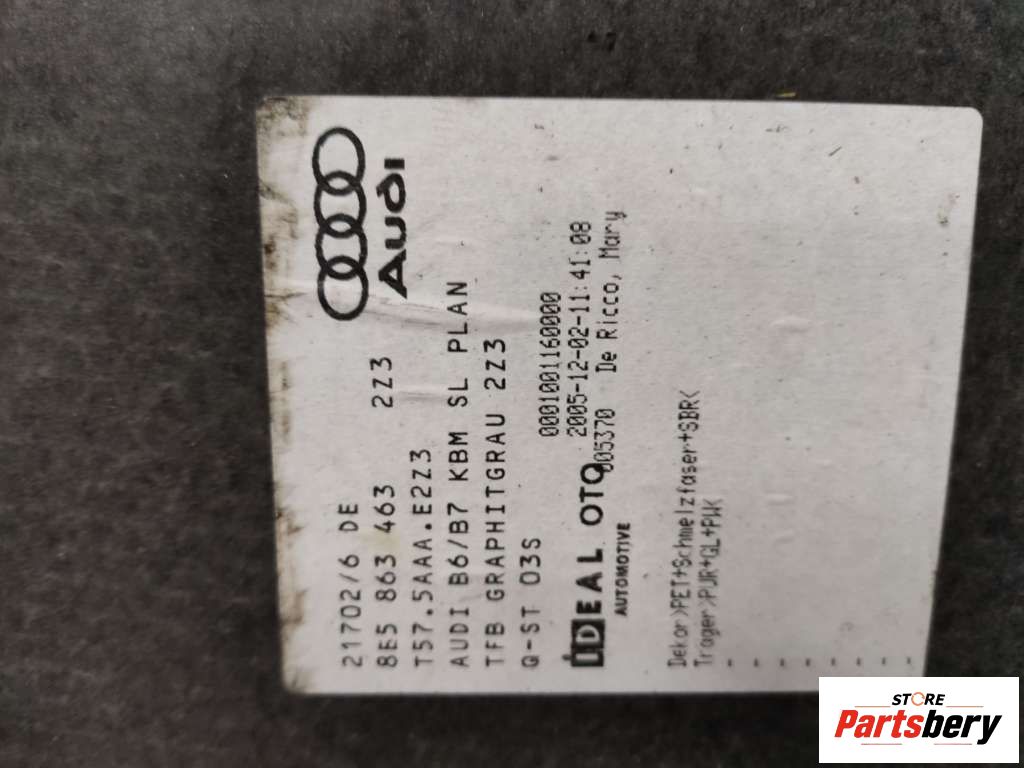 Audi
21702/6 DE
8E5 863 463 2Z3
T57.5AAA.E2Z3
AUDI B6/B7 KBM SL PLAN
TFB GRAPHITGRAU 2Z3
Q-ST 03S
0001001160000
IDEAL OTO 2005-12-02-11:41:08
AUTOMOTIVE 005370 De Ricco, Mary
Dekor>PET+Schmelzfaser+SBR<
Träger>PUR+GL+PW<
-
-
-
-
-
-
-
-
STORE
Partsbery